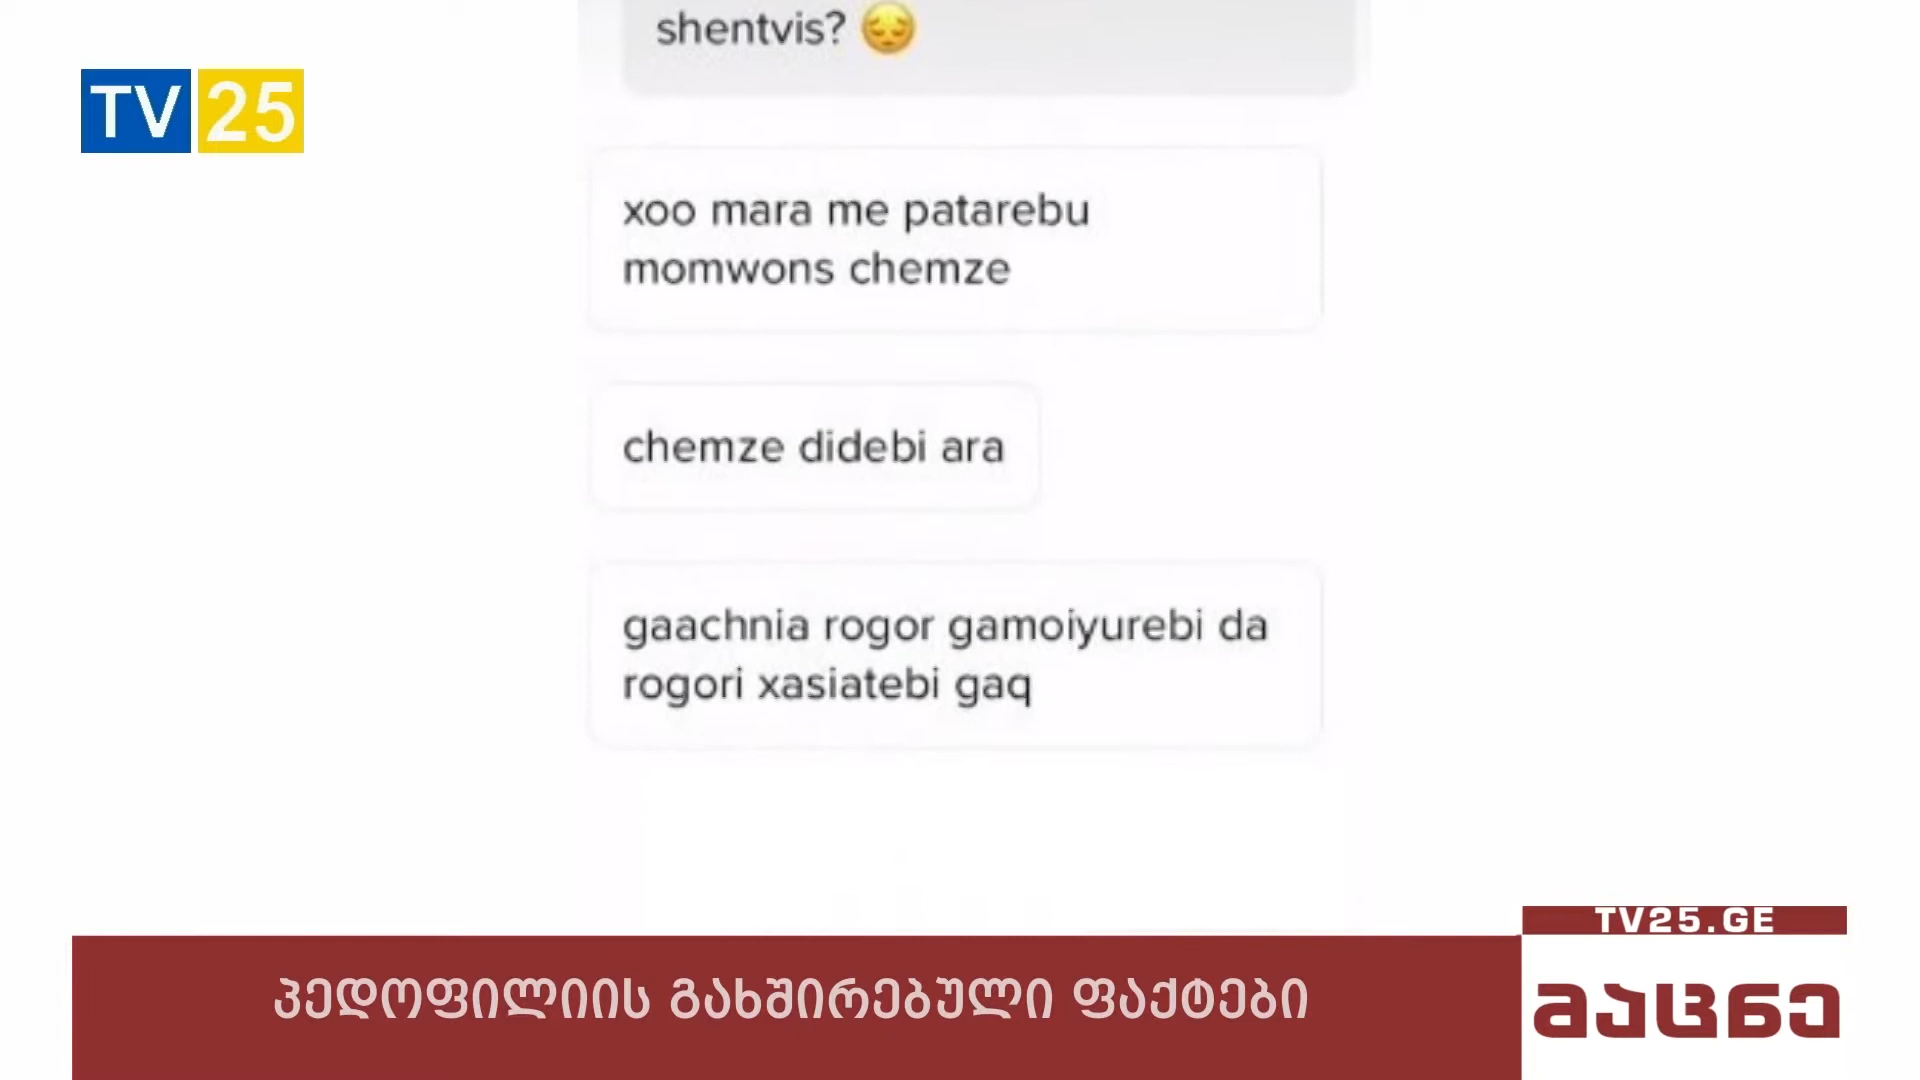 shentvis? 😔
TV 25
xoo mara me patarebu
momwons chemze
chemze didebi ara
gaachnia rogor gamoiyurebi da
rogori xasiatebi gaq
TV25.GE
პედოფილიის გახშირებული ფაქტები
მაცნე